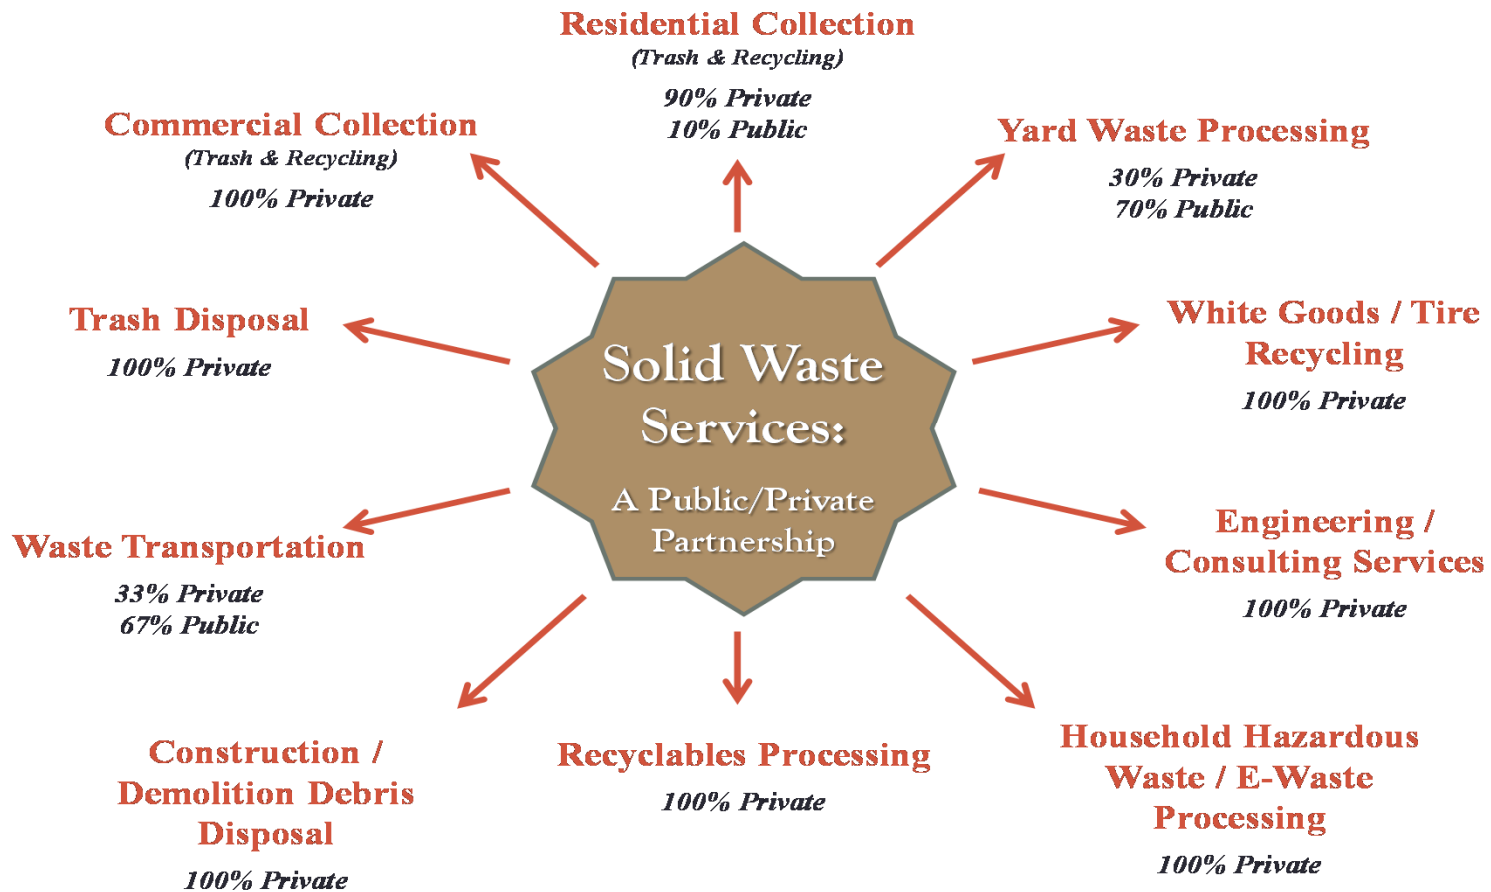 Residential Collection
(Trash & Recycling)
90% Private
10% Public
Commercial Collection
(Trash & Recycling)
100% Private
Yard Waste Processing
30% Private
70% Public
Trash Disposal
100% Private
White Goods / Tire
Recycling
100% Private
Solid Waste
Services:
A Public/Private
Partnership
Waste Transportation
33% Private
67% Public
Engineering /
Consulting Services
100% Private
Construction /
Demolition Debris
Disposal
100% Private
Recyclables Processing
100% Private
Household Hazardous
Waste / E-Waste
Processing
100% Private